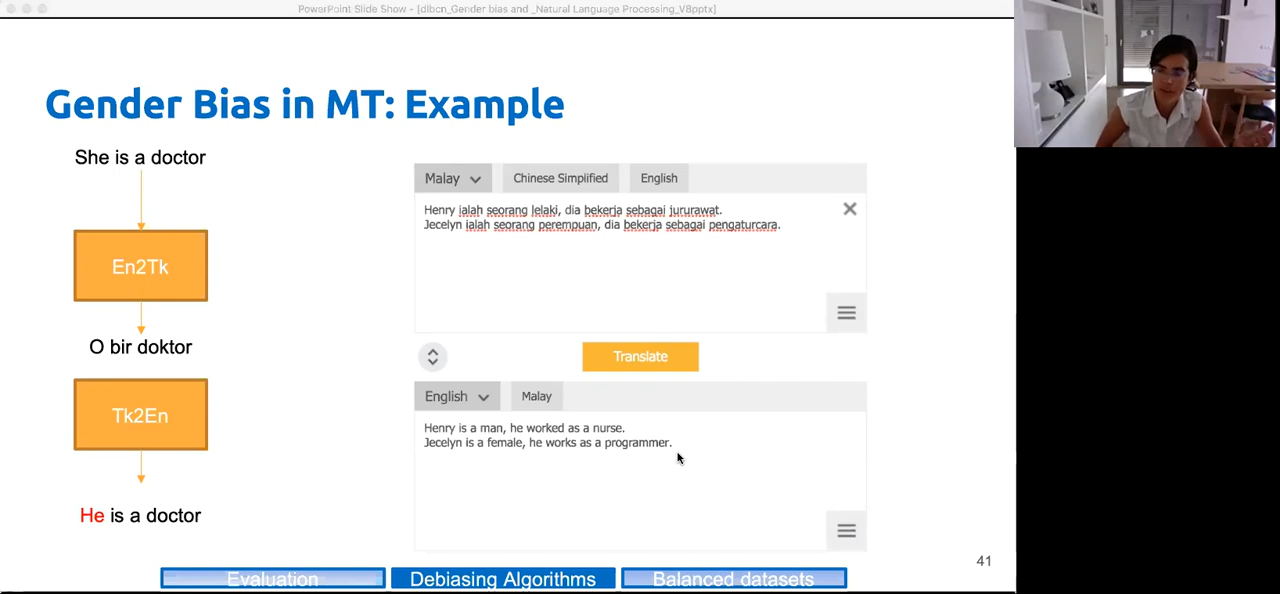 PowerPoint Slide Show - [dlbcn_Gender bias and _Natural Language Processing_V8pptx]
Gender Bias in MT: Example
She is a doctor
En2Tk
O bir doktor
Tk2En
He is a doctor
Malay
Chinese Simplified
English
Henry ialah seorang lelaki, dia bekerja sebagai jururawat.
Jecelyn ialah seorang perempuan, dia bekerja sebagai pengaturcara.
Translate
English
Malay
Henry is a man, he worked as a nurse.
Jecelyn is a female, he works as a programmer.
41
Evaluation
Debiasing Algorithms
Balanced datasets